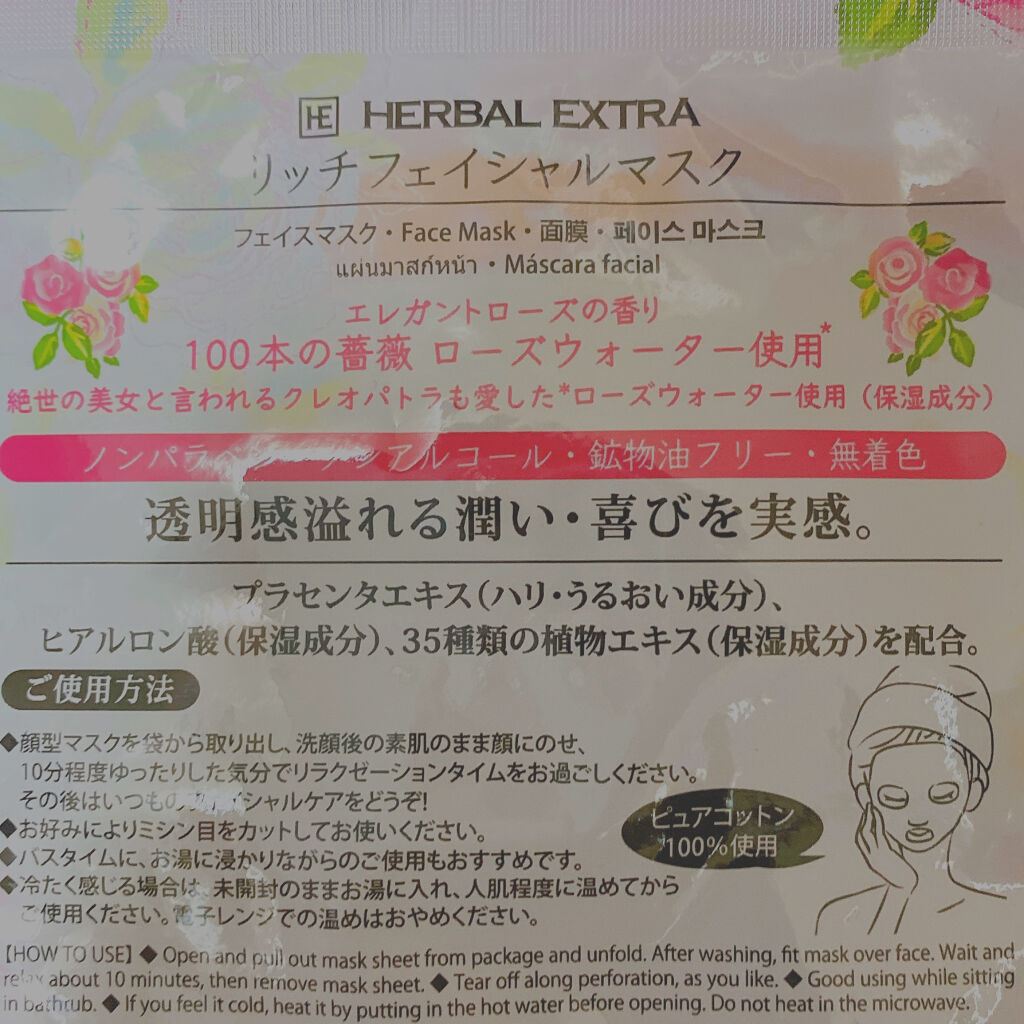 HE HERBAL EXTRA
リッチフェイシャルマスク
フェイスマスク・Face Mask・面膜・페이스 마스크
แผ่นมาสก์หน้า・Máscara facial
エレガントローズの香り
100本の薔薇 ローズウォーター使用*
絶世の美女と言われるクレオパトラも愛した*ローズウォーター使用（保湿成分）
ノンパラベン・ノンアルコール・鉱物油フリー・無着色
透明感溢れる潤い・喜びを実感。
プラセンタエキス（ハリ・うるおい成分）、
ヒアルロン酸（保湿成分）、35種類の植物エキス（保湿成分）を配合。
ご使用方法
◆顔型マスクを袋から取り出し、洗顔後の素肌のまま顔にのせ、
10分程度ゆったりした気分でリラクゼーションタイムをお過ごしください。
その後はいつものフェイシャルケアをどうぞ!
◆お好みによりミシン目をカットしてお使いください。
◆バスタイムに、お湯に浸かりながらのご使用もおすすめです。
◆冷たく感じる場合は、未開封のままお湯に入れ、人肌程度に温めてから
ご使用ください。電子レンジでの温めはおやめください。
ピュアコットン
100%使用
【HOW TO USE】◆ Open and pull out mask sheet from package and unfold. After washing, fit mask over face. Wait and
relax about 10 minutes, then remove mask sheet. ◆ Tear off along perforation, as you like. ◆ Good using while sitting
in bathtub. ◆ If you feel it cold, heat it by putting in the hot water before opening. Do not heat in the microwave.